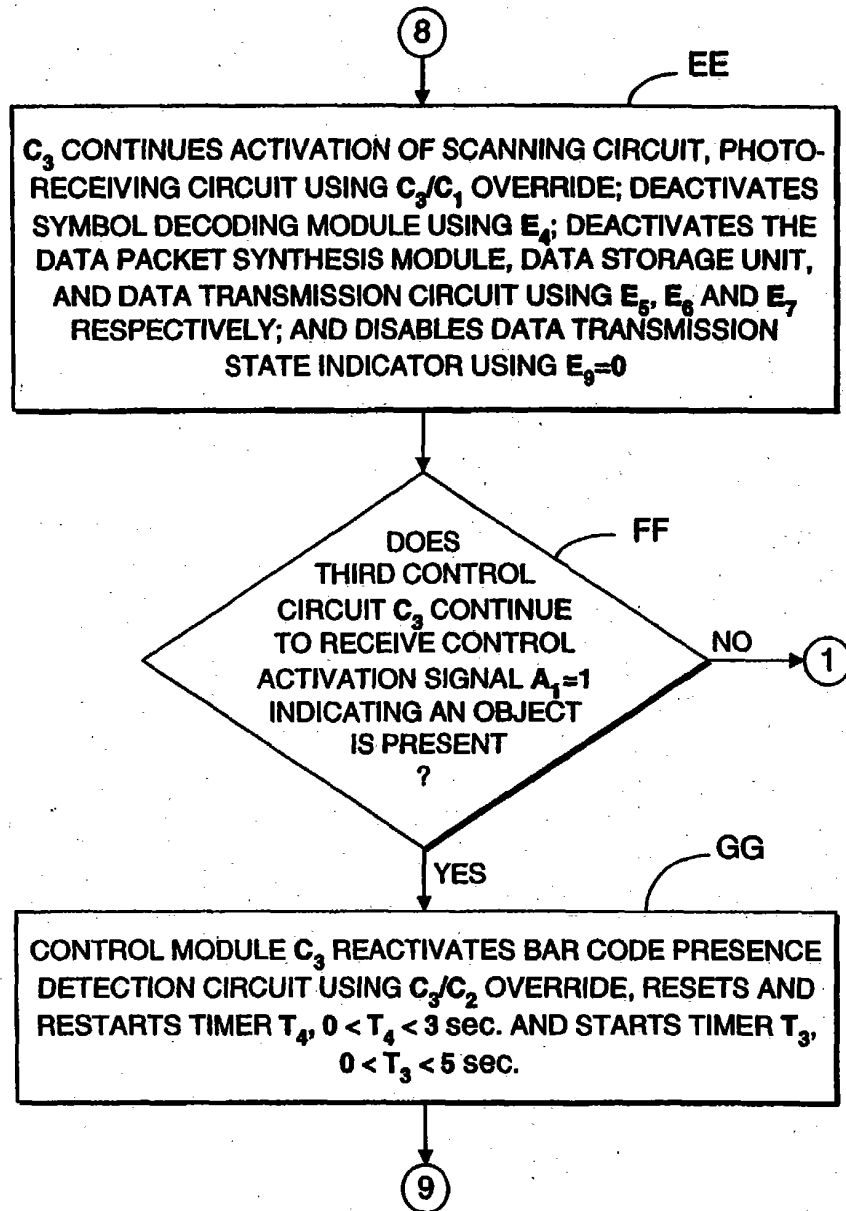 8
EE
C₃ CONTINUES ACTIVATION OF SCANNING CIRCUIT, PHOTO-
RECEIVING CIRCUIT USING C₃/C₁ OVERRIDE; DEACTIVATES
SYMBOL DECODING MODULE USING E₄; DEACTIVATES THE
DATA PACKET SYNTHESIS MODULE, DATA STORAGE UNIT,
AND DATA TRANSMISSION CIRCUIT USING E₅, E₆ AND E₇
RESPECTIVELY; AND DISABLES DATA TRANSMISSION
STATE INDICATOR USING E₉=0
FF
DOES
THIRD CONTROL
CIRCUIT C₃ CONTINUE
TO RECEIVE CONTROL
ACTIVATION SIGNAL A₁=1
INDICATING AN OBJECT
IS PRESENT
?
NO
1
YES
GG
CONTROL MODULE C₃ REACTIVATES BAR CODE PRESENCE
DETECTION CIRCUIT USING C₃/C₂ OVERRIDE, RESETS AND
RESTARTS TIMER T₄, 0 < T₄ < 3 sec. AND STARTS TIMER T₃,
0 < T₃ < 5 sec.
9